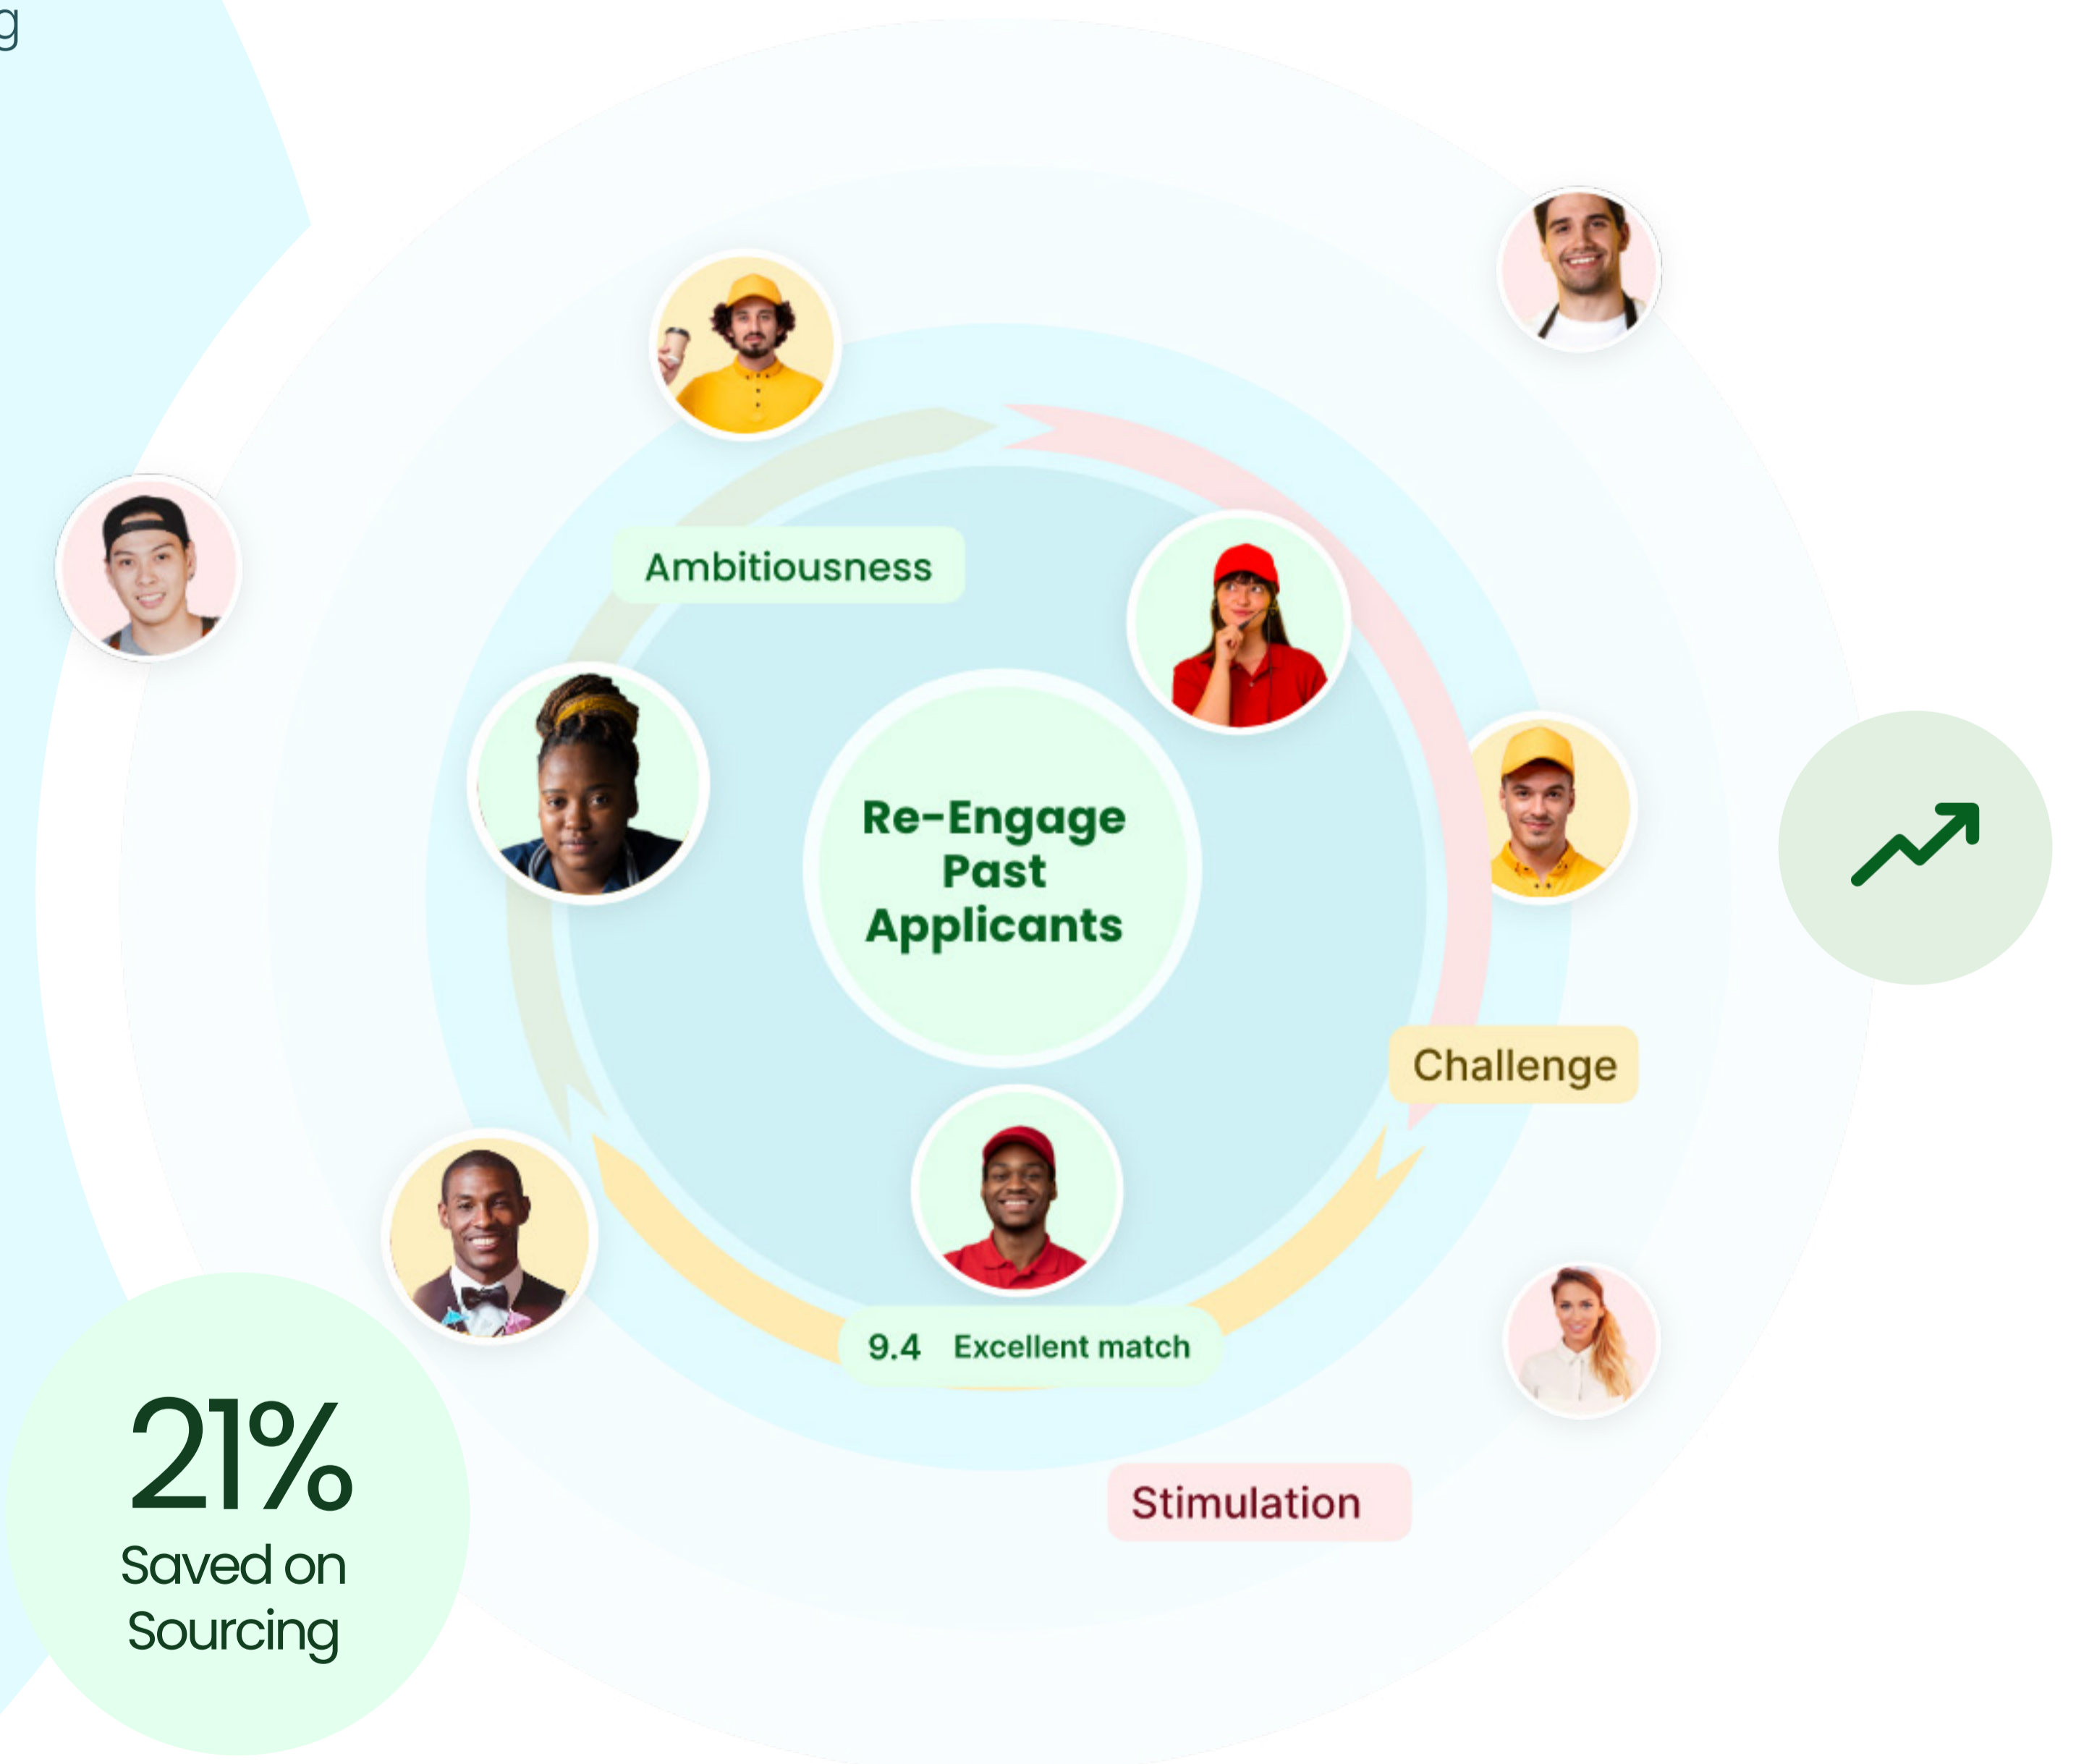 g
Ambitiousness
Re-Engage
Past
Applicants
Challenge
9.4 Excellent match
Stimulation
21%
Saved on
Sourcing